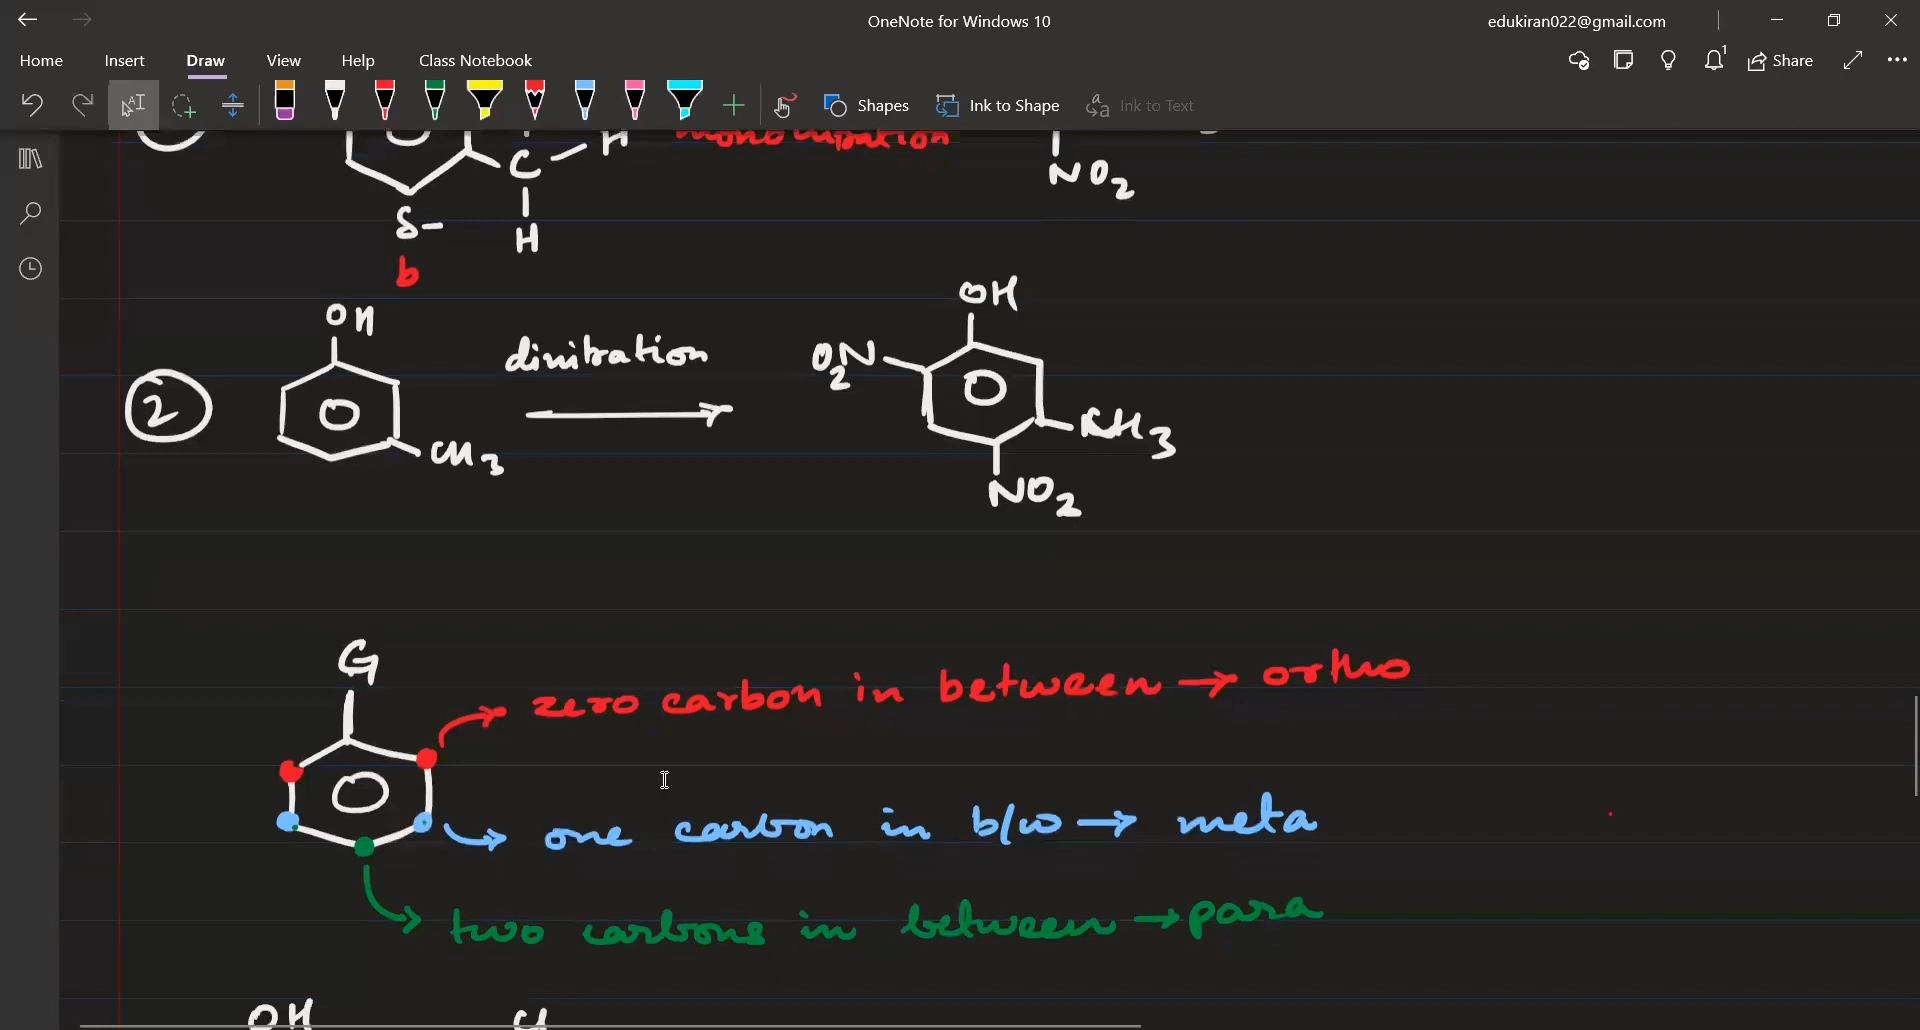 OneNote for Windows 10
edukiran022@gmail.com
Home Insert Draw View Help Class Notebook
1 Share
Shapes Ink to Shape Ink to Text
C H
NO2
δ-
H
b
OH
OH
dinitration
O2N
2
CH3
CH3
NO2
G
zero carbon in between → ortho
one carbon in b/w → meta
two carbons in between → para
OH